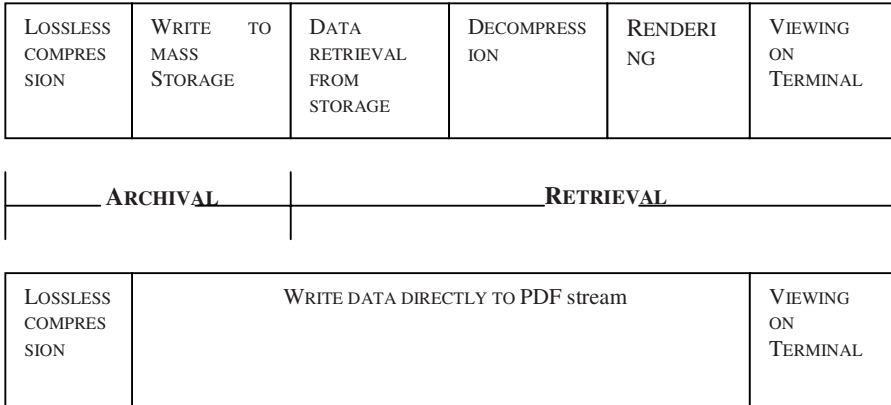 LOSSLESS
COMPRES
SION
WRITE TO
MASS
STORAGE
DATA
RETRIEVAL
FROM
STORAGE
DECOMPRESS
ION
RENDERI
NG
VIEWING
ON
TERMINAL
ARCHIVAL
RETRIEVAL
LOSSLESS
COMPRES
SION
WRITE DATA DIRECTLY TO PDF stream
VIEWING
ON
TERMINAL